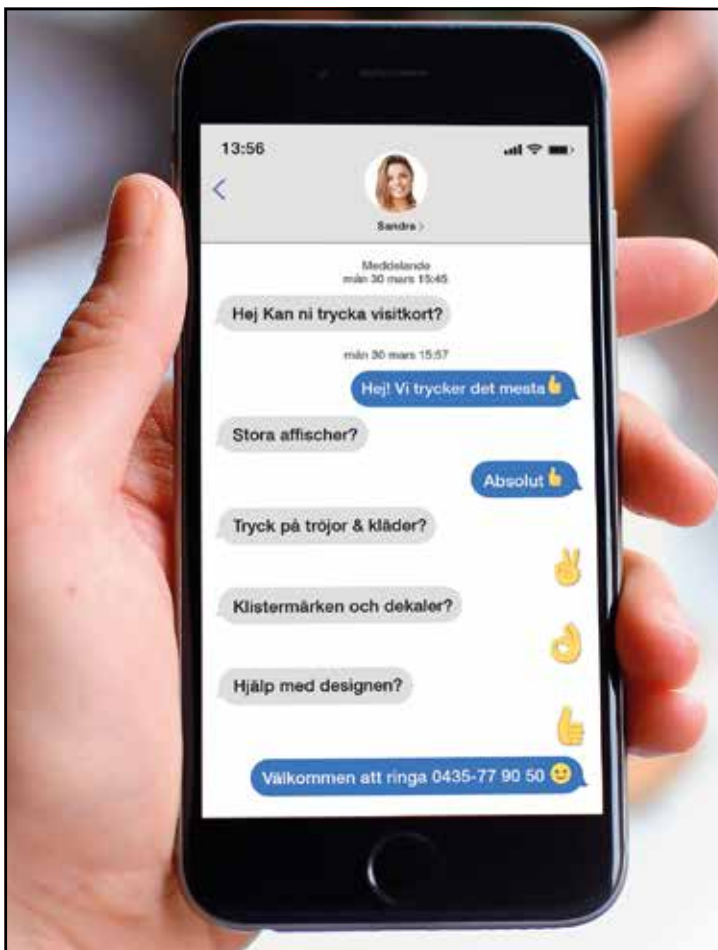 13:56
Sandra >
Meddelande
mån 30 mars 15:45
Hej Kan ni trycka visitkort?
mån 30 mars 15:57
Hej! Vi trycker det mesta👍
Stora affischer?
Absolut👍
Tryck på tröjor & kläder?
✌️
Klistermärken och dekaler?
👌
Hjälp med designen?
👍
Välkommen att ringa 0435-77 90 50 🙂